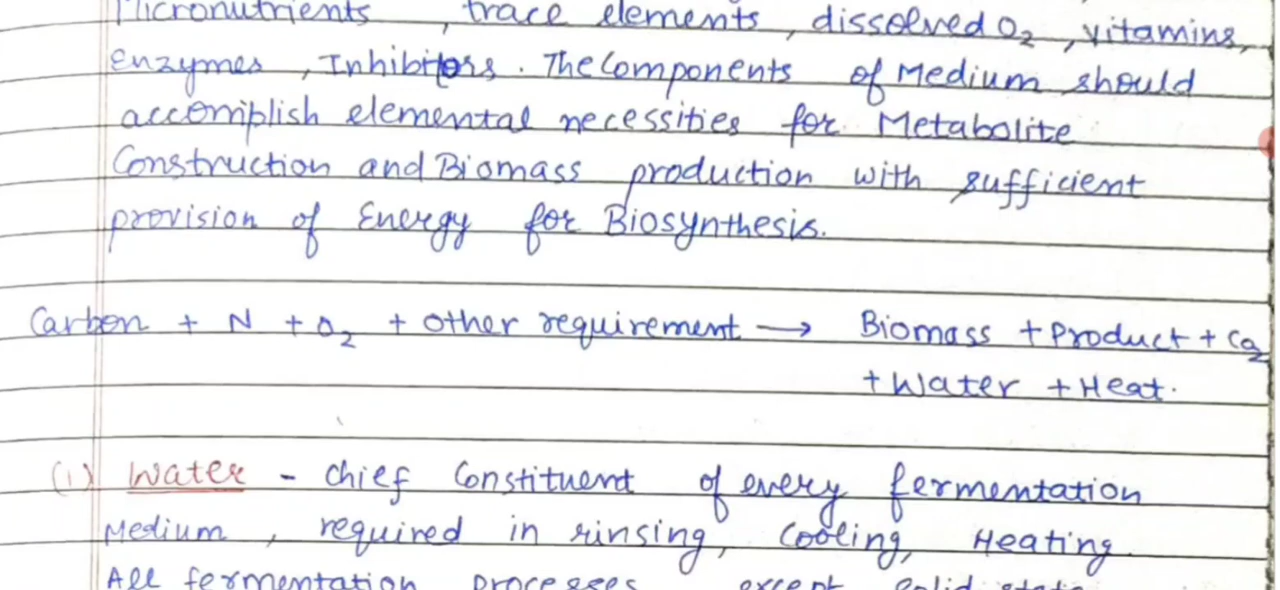 Micronutrients , trace elements, dissolved O2, vitamins,
Enzymes, Inhibitors. The Components of Medium should
accomplish elemental necessities for Metabolite
Construction and Biomass production with sufficient
provision of Energy for Biosynthesis.
Carbon + N + O2 + other requirement → Biomass + Product + CO2
+ Water + Heat.
(1) Water - chief Constituent of every fermentation
Medium, required in rinsing, Cooling, Heating.
All fermentation processes except solid state